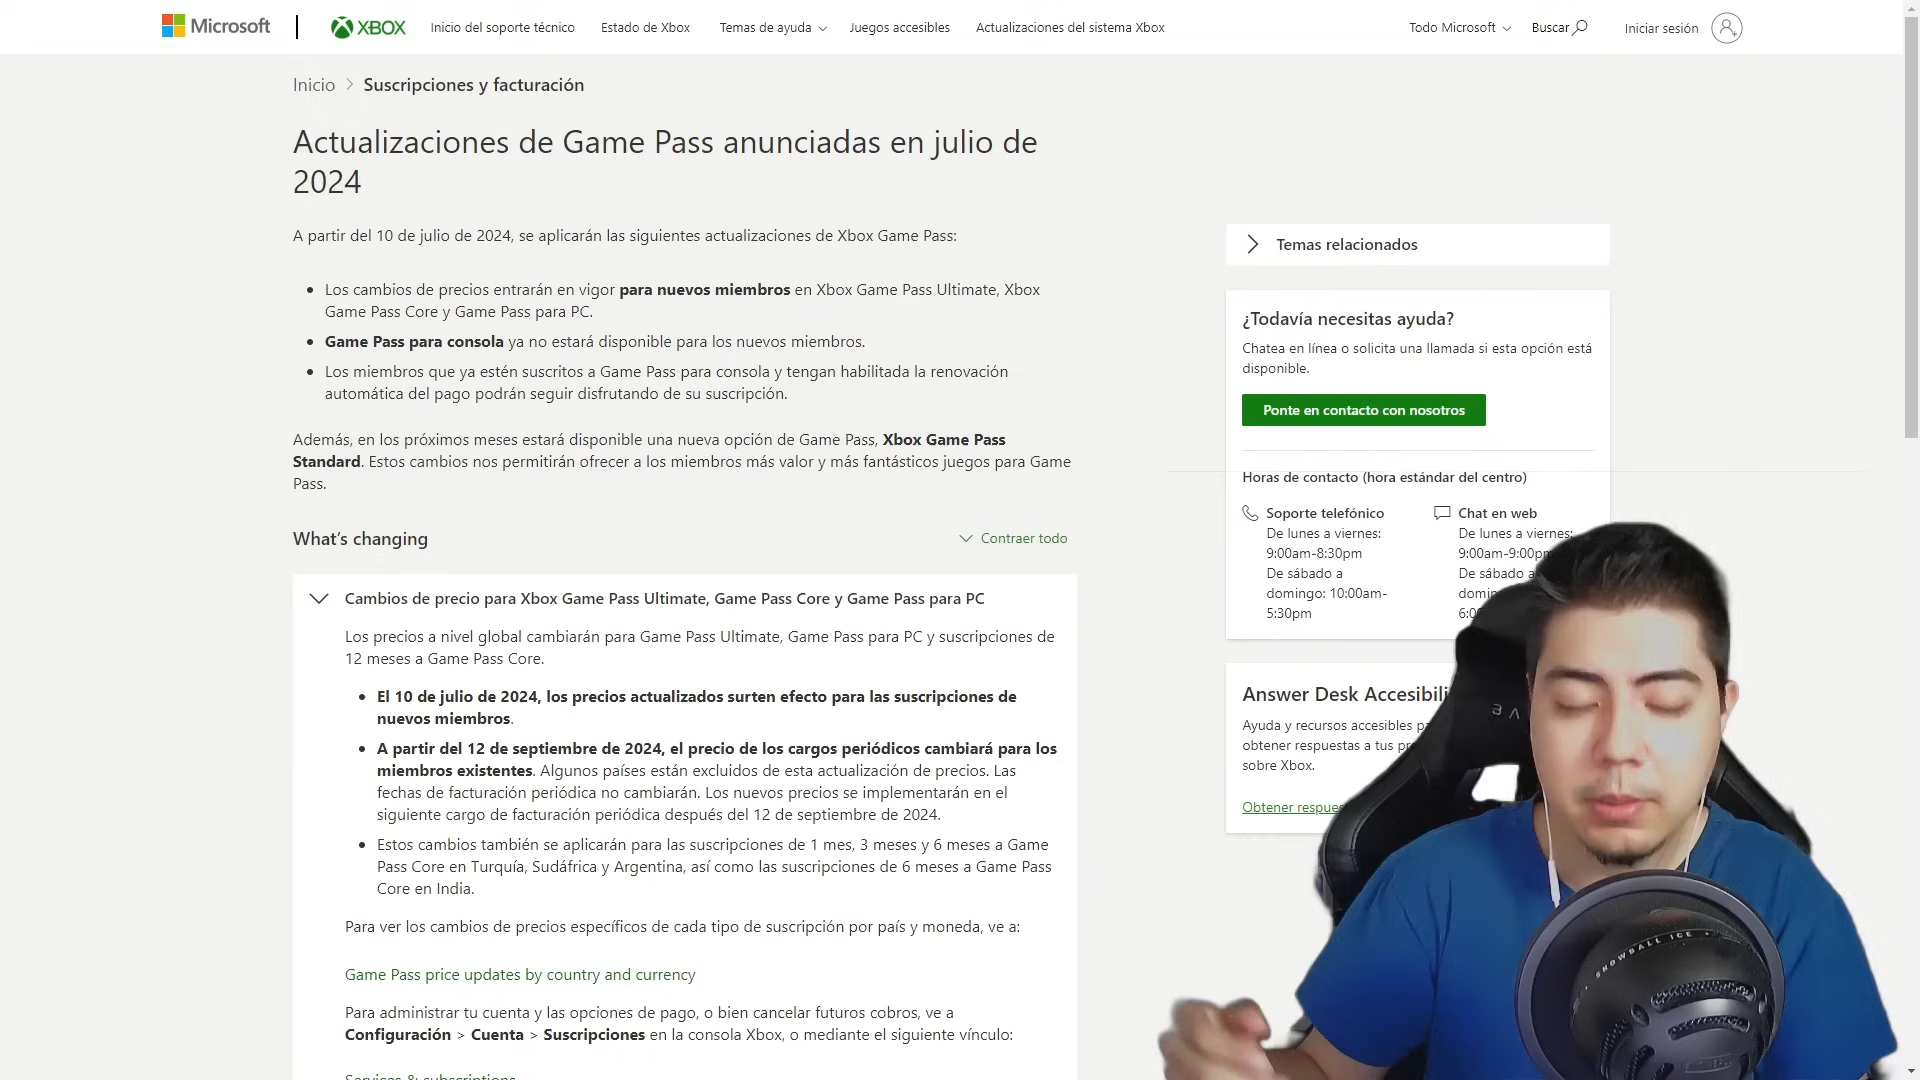 Microsoft
XBOX
Inicio del soporte técnico
Estado de Xbox
Temas de ayuda
Juegos accesibles
Actualizaciones del sistema Xbox
Todo Microsoft
Buscar
Iniciar sesión
Inicio
Suscripciones y facturación
Actualizaciones de Game Pass anunciadas en julio de
2024
A partir del 10 de julio de 2024, se aplicarán las siguientes actualizaciones de Xbox Game Pass:
Los cambios de precios entrarán en vigor para nuevos miembros en Xbox Game Pass Ultimate, Xbox
Game Pass Core y Game Pass para PC.
Game Pass para consola ya no estará disponible para los nuevos miembros.
Los miembros que ya estén suscritos a Game Pass para consola y tengan habilitada la renovación
automática del pago podrán seguir disfrutando de su suscripción.
Además, en los próximos meses estará disponible una nueva opción de Game Pass, Xbox Game Pass
Standard. Estos cambios nos permitirán ofrecer a los miembros más valor y más fantásticos juegos para Game
Pass.
What's changing
Contraer todo
Cambios de precio para Xbox Game Pass Ultimate, Game Pass Core y Game Pass para PC
Los precios a nivel global cambiarán para Game Pass Ultimate, Game Pass para PC y suscripciones de
12 meses a Game Pass Core.
El 10 de julio de 2024, los precios actualizados surten efecto para las suscripciones de
nuevos miembros.
A partir del 12 de septiembre de 2024, el precio de los cargos periódicos cambiará para los
miembros existentes. Algunos países están excluidos de esta actualización de precios. Las
fechas de facturación periódica no cambiarán. Los nuevos precios se implementarán en el
siguiente cargo de facturación periódica después del 12 de septiembre de 2024.
Estos cambios también se aplicarán para las suscripciones de 1 mes, 3 meses y 6 meses a Game
Pass Core en Turquía, Sudáfrica y Argentina, así como las suscripciones de 6 meses a Game Pass
Core en India.
Para ver los cambios de precios específicos de cada tipo de suscripción por país y moneda, ve a:
Game Pass price updates by country and currency
Para administrar tu cuenta y las opciones de pago, o bien cancelar futuros cobros, ve a
Configuración > Cuenta > Suscripciones en la consola Xbox, o mediante el siguiente vínculo:
Services & subscriptions
Temas relacionados
¿Todavía necesitas ayuda?
Chatea en línea o solicita una llamada si esta opción está
disponible.
Ponte en contacto con nosotros
Horas de contacto (hora estándar del centro)
Soporte telefónico
De lunes a viernes:
9:00am-8:30pm
De sábado a
domingo: 10:00am-
5:30pm
Chat en web
De lunes a viernes:
9:00am-9:00pm
De sábado a
Answer Desk
Ayuda y recursos accesibles
obtener respuestas a tus
sobre Xbox.
Obtener
SNOWBALL ICE